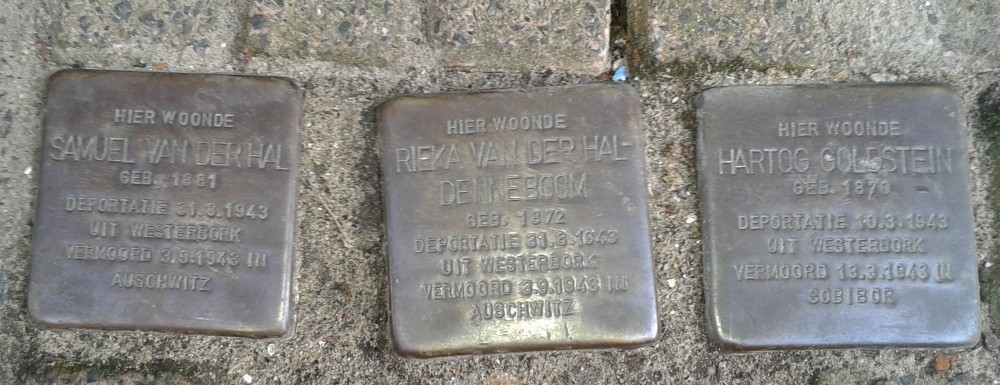 HIER WOONDE
SAMUEL VAN DER HAL
GEB. 1881
DEPORTATIE 31.8.1943
UIT WESTERBORK
VERMOORD 3.9.1943 IN
AUSCHWITZ
HIER WOONDE
RIEKA VAN DER HAL-
DENNEBOOM
GEB. 1872
DEPORTATIE 31.8.1943
UIT WESTERBORK
VERMOORD 3.9.1943 IN
AUSCHWITZ
HIER WOONDE
HARTOG GOLDSTEIN
GEB. 1873
DEPORTATIE 10.3.1943
UIT WESTERBORK
VERMOORD 13.3.1943 IN
SOBIBOR